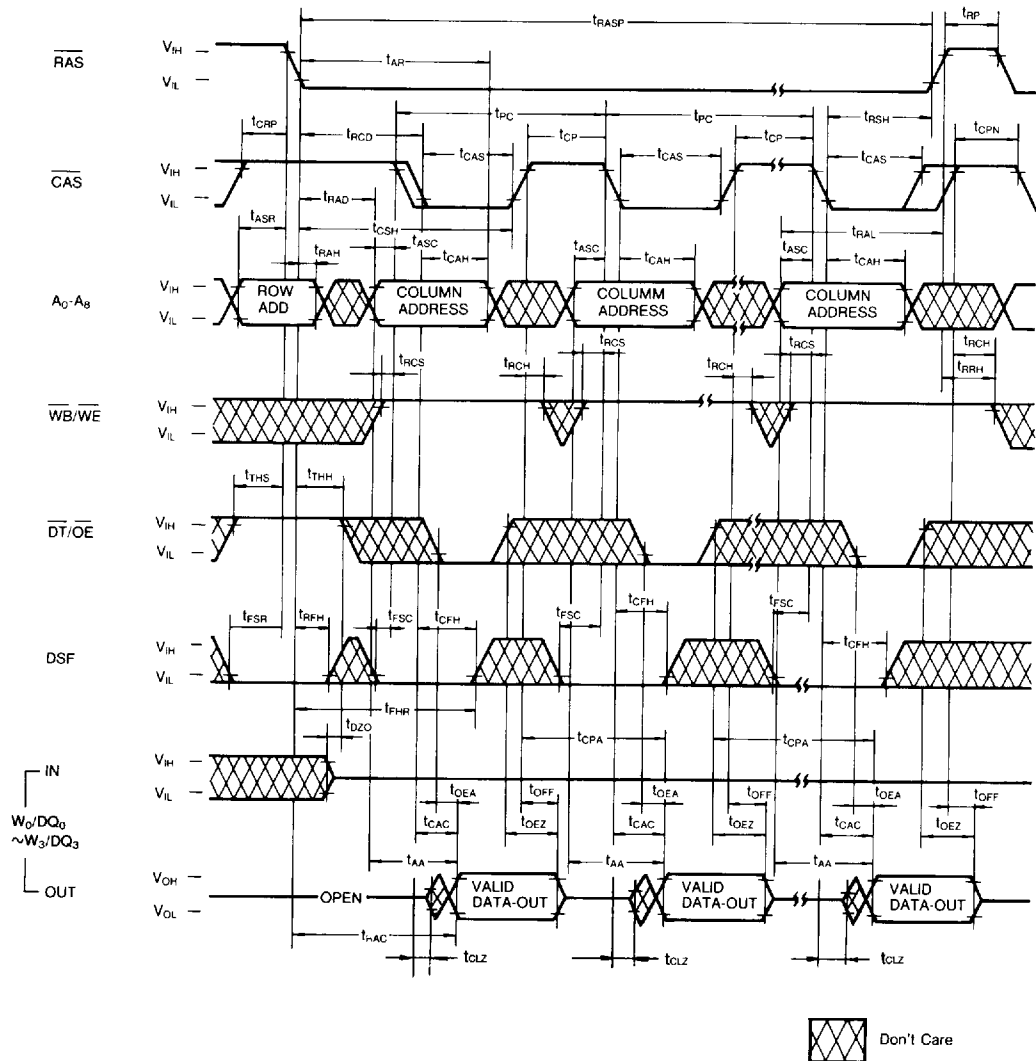 tRASP
tRP
RAS
VIH
VIL
tAR
tCRP
tRCD
tPC
tPC
tRSH
tCP
tCP
tCPN
tCAS
tCAS
tCAS
CAS
VIH
VIL
tRAD
tASR
tCSH
tRAL
tRAH
tASC
tCAH
tASC
tCAH
tASC
tCAH
A0-A8
VIH
VIL
ROW
ADD
COLUMN
ADDRESS
COLUMM
ADDRESS
COLUMN
ADDRESS
tRCS
tRCH
tRCS
tRCH
tRCS
tRCH
tRRH
WB/WE
VIH
VIL
tTHS
tTHH
DT/OE
VIH
VIL
tFSR
tRFH
tFSC
tCFH
tFSC
tCFH
tFSC
tCFH
DSF
VIH
VIL
tFHR
tDZO
tCPA
tCPA
IN
VIH
VIL
tOEA
tOFF
tOEA
tOFF
tOEA
tOFF
W0/DQ0
~W3/DQ3
tCAC
tOEZ
tCAC
tOEZ
tCAC
tOEZ
tAA
tAA
tAA
OUT
VOH
VOL
OPEN
VALID
DATA-OUT
VALID
DATA-OUT
VALID
DATA-OUT
tRAC
tCLZ
tCLZ
tCLZ
Don't Care